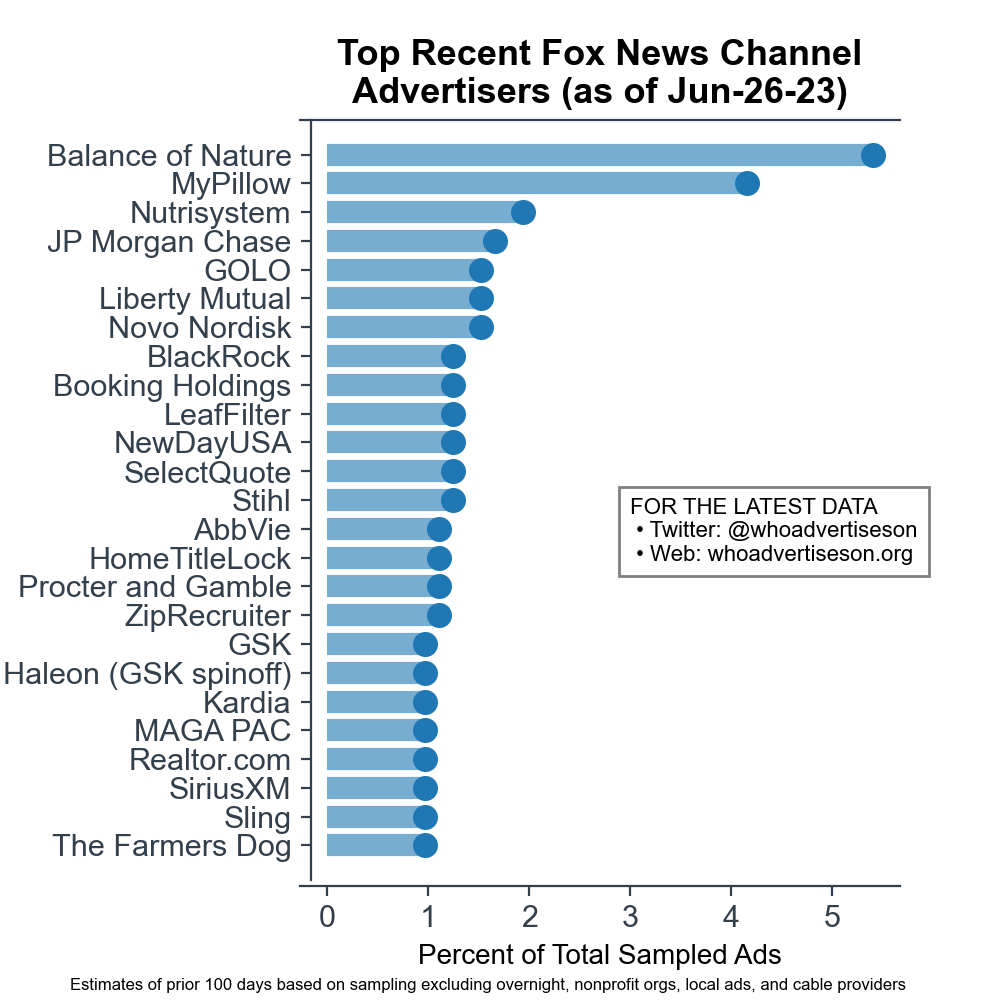 Top Recent Fox News Channel
Advertisers (as of Jun-26-23)
Balance of Nature
MyPillow
Nutrisystem
JP Morgan Chase
GOLO
Liberty Mutual
Novo Nordisk
BlackRock
Booking Holdings
LeafFilter
NewDayUSA
SelectQuote
Stihl
AbbVie
HomeTitleLock
Procter and Gamble
ZipRecruiter
GSK
Haleon (GSK spinoff)
Kardia
MAGA PAC
Realtor.com
SiriusXM
Sling
The Farmers Dog
FOR THE LATEST DATA
• Twitter: @whoadvertiseson
• Web: whoadvertiseson.org
0 1 2 3 4 5
Percent of Total Sampled Ads
Estimates of prior 100 days based on sampling excluding overnight, nonprofit orgs, local ads, and cable providers